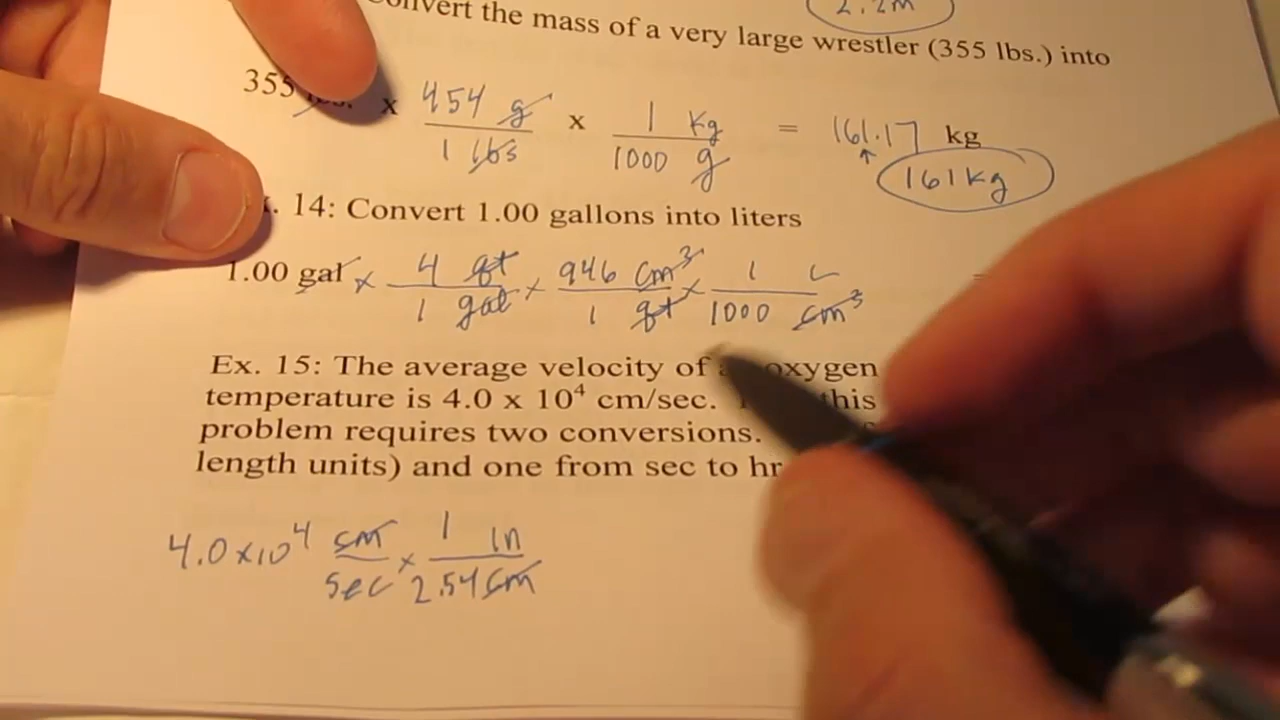 2.2m
Convert the mass of a very large wrestler (355 lbs.) into
355 lbs. x 454 g / 1 lbs x 1 Kg / 1000 g = 161.17 kg
161kg
14: Convert 1.00 gallons into liters
1.00 gal x 4 qt / 1 gal x 946 cm³ / 1 qt x 1 L / 1000 cm³
Ex. 15: The average velocity of oxygen
temperature is 4.0 x 10⁴ cm/sec. this
problem requires two conversions.
length units) and one from sec to hr
4.0x10⁴ cm / sec x 1 in / 2.54 cm